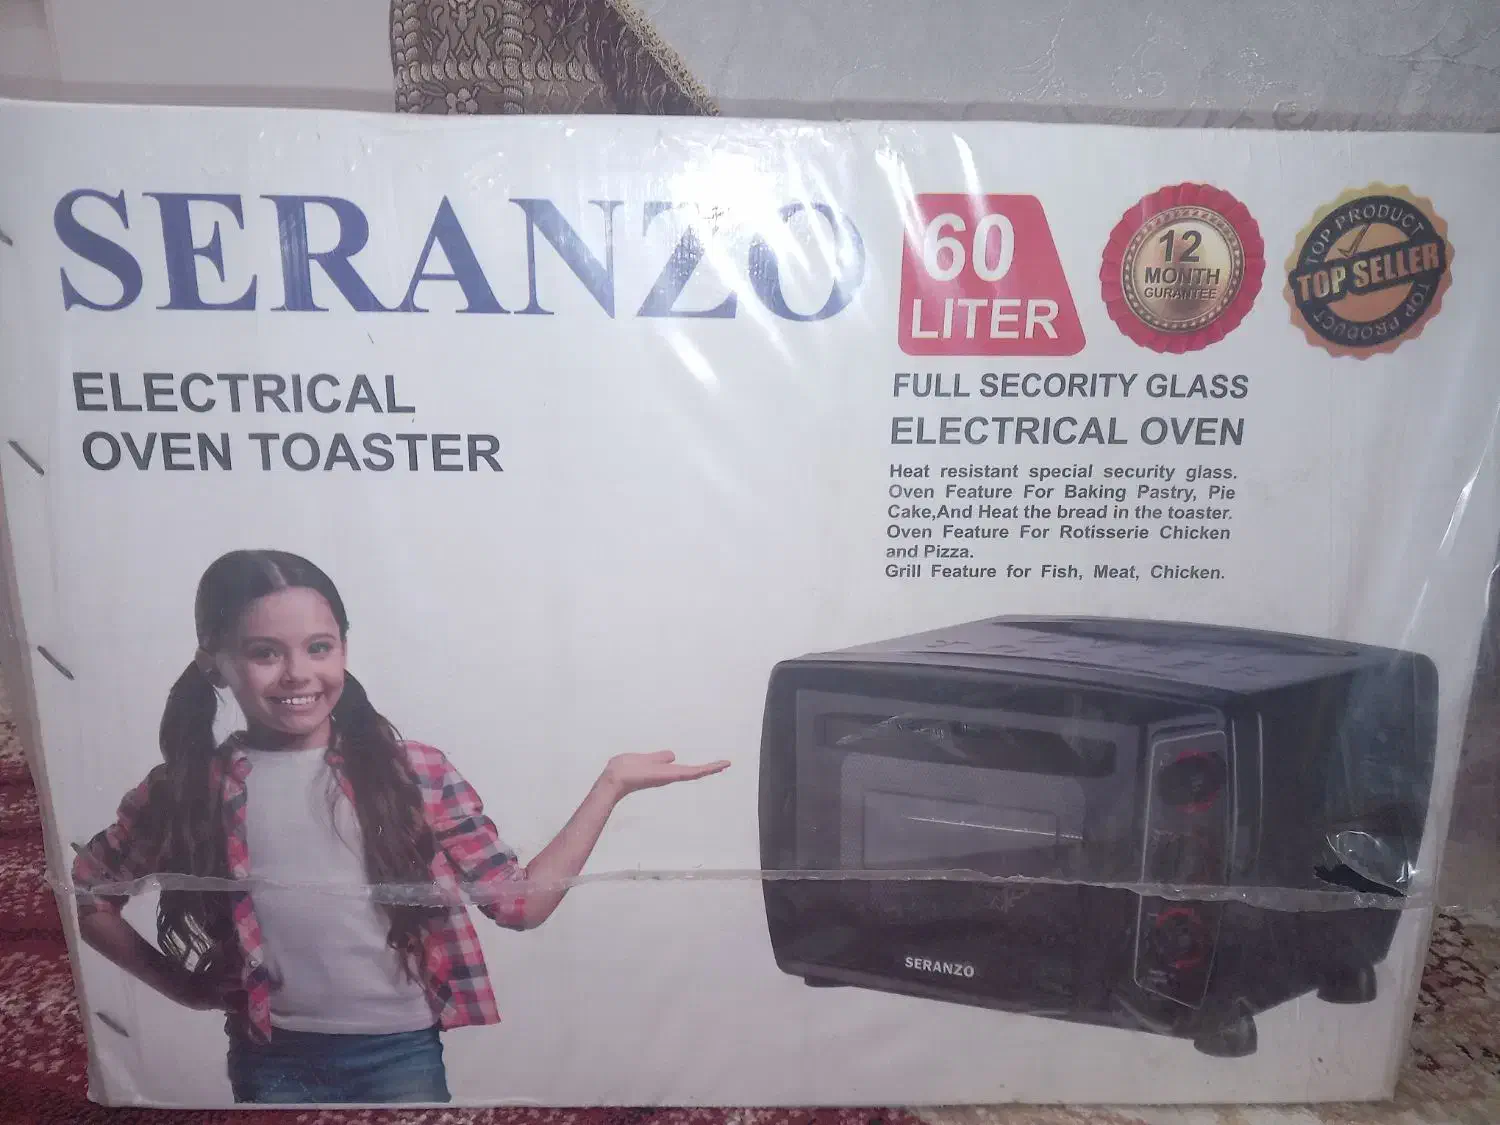 SERANZO
ELECTRICAL
OVEN TOASTER
60
LITER
12
MONTH
GURANTEE
TOP PRODUCT
TOP SELLER
TOP PRODUCT
FULL SECORITY GLASS
ELECTRICAL OVEN
Heat resistant special security glass.
Oven Feature For Baking Pastry, Pie
Cake,And Heat the bread in the toaster.
Oven Feature For Rotisserie Chicken
and Pizza.
Grill Feature for Fish, Meat, Chicken.
SERANZO